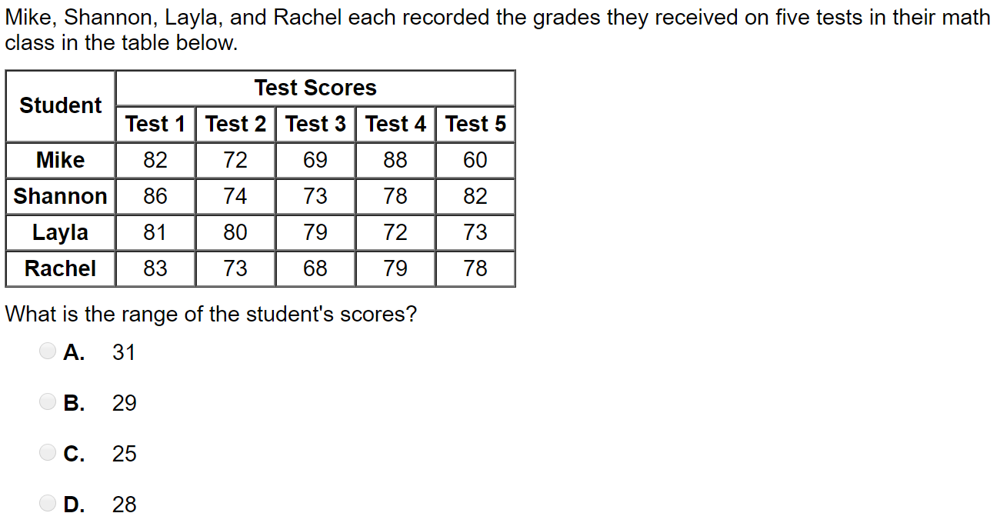 Mike, Shannon, Layla, and Rachel each recorded the grades they received on five tests in their math
class in the table below.
Student
Test Scores
Test 1 Test 2 Test 3 Test 4 Test 5
Mike 82 72 69 88 60
Shannon 86 74 73 78 82
Layla 81 80 79 72 73
Rachel 83 73 68 79 78
What is the range of the student's scores?
A. 31
B. 29
C. 25
D. 28